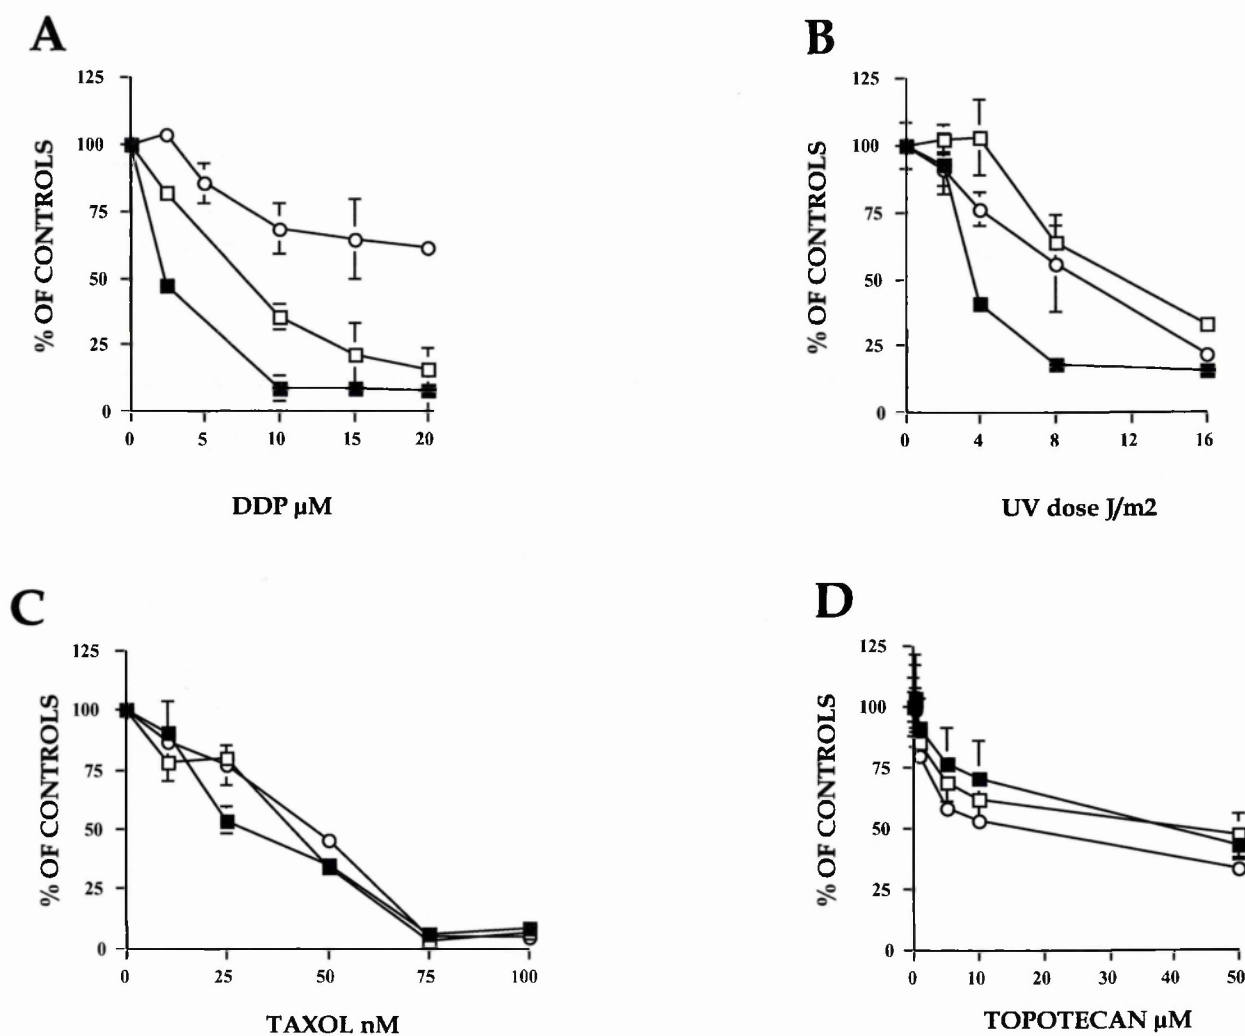 A
B
125
100
75
50
25
0
% OF CONTROLS
0 5 10 15 20
DDP µM
125
100
75
50
25
0
% OF CONTROLS
0 4 8 12 16
UV dose J/m2
C
D
125
100
75
50
25
0
% OF CONTROLS
0 25 50 75 100
TAXOL nM
125
100
75
50
25
0
% OF CONTROLS
0 10 20 30 40 50
TOPOTECAN µM